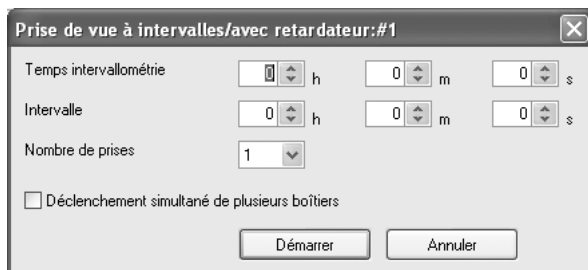 Prise de vue à intervalles/avec retardateur:#1
Temps intervallométrie 0 h 0 m 0 s
Intervalle 0 h 0 m 0 s
Nombre de prises 1
Déclenchement simultané de plusieurs boîtiers
Démarrer Annuler